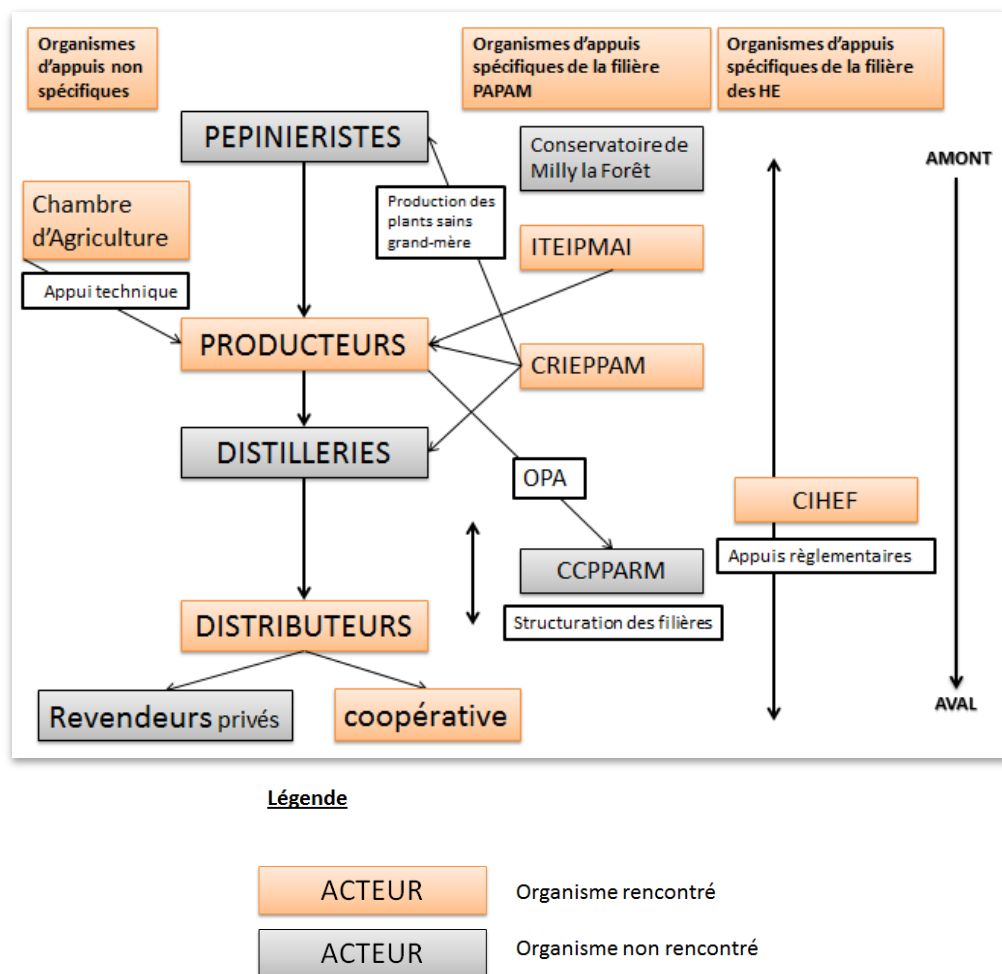 Organismes
d'appuis non
spécifiques
Organismes d'appuis
spécifiques de la filière
PAPAM
Organismes d'appuis
spécifiques de la filière
des HE
PEPINIERISTES
Conservatoire de
Milly la Forêt
AMONT
Chambre
d'Agriculture
Production des
plants sains
grand-mère
ITEIPMAI
Appui technique
PRODUCTEURS
CRIEPPAM
DISTILLERIES
OPA
CIHEF
Appuis règlementaires
CCPPARM
Structuration des filières
DISTRIBUTEURS
Revendeurs privés
coopérative
AVAL
Légende
ACTEUR
Organisme rencontré
ACTEUR
Organisme non rencontré